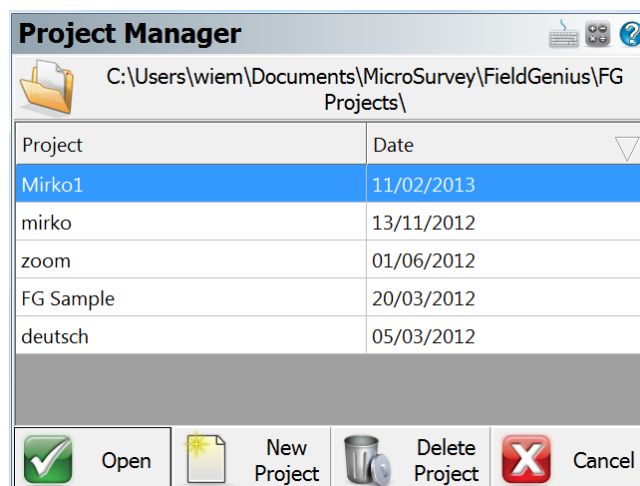 Project Manager
C:\Users\wiem\Documents\MicroSurvey\FieldGenius\FG
Projects\
Project Date
Mirko1 11/02/2013
mirko 13/11/2012
zoom 01/06/2012
FG Sample 20/03/2012
deutsch 05/03/2012
Open New Project Delete Project Cancel